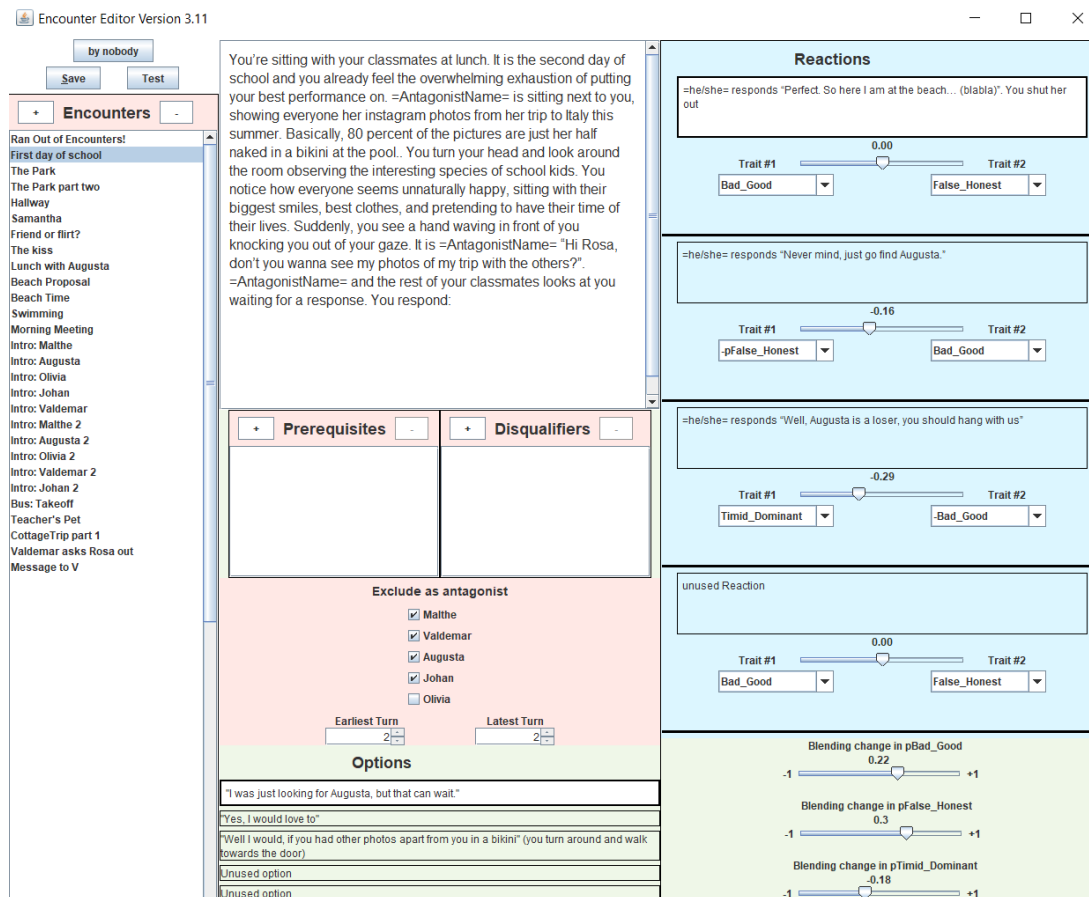 Encounter Editor Version 3.11
by nobody
Save Test
+ Encounters -
Ran Out of Encounters!
First day of school
The Park
The Park part two
Hallway
Samantha
Friend or flirt?
The kiss
Lunch with Augusta
Beach Proposal
Beach Time
Swimming
Morning Meeting
Intro: Malthe
Intro: Augusta
Intro: Olivia
Intro: Johan
Intro: Valdemar
Intro: Malthe 2
Intro: Augusta 2
Intro: Olivia 2
Intro: Valdemar 2
Intro: Johan 2
Bus: Takeoff
Teacher's Pet
CottageTrip part 1
Valdemar asks Rosa out
Message to V
You're sitting with your classmates at lunch. It is the second day of
school and you already feel the overwhelming exhaustion of putting
your best performance on. =AntagonistName= is sitting next to you,
showing everyone her instagram photos from her trip to Italy this
summer. Basically, 80 percent of the pictures are just her half
naked in a bikini at the pool.. You turn your head and look around
the room observing the interesting species of school kids. You
notice how everyone seems unnaturally happy, sitting with their
biggest smiles, best clothes, and pretending to have their time of
their lives. Suddenly, you see a hand waving in front of you
knocking you out of your gaze. It is =AntagonistName= "Hi Rosa,
don't you wanna see my photos of my trip with the others?".
=AntagonistName= and the rest of your classmates looks at you
waiting for a response. You respond:
+ Prerequisites -
+ Disqualifiers -
Exclude as antagonist
Malthe
Valdemar
Augusta
Johan
Olivia
Earliest Turn Latest Turn
2 2
Options
"I was just looking for Augusta, but that can wait."
"Yes, I would love to"
"Well I would, if you had other photos apart from you in a bikini" (you turn around and walk
towards the door)
Unused option
Unused option
Reactions
=he/she= responds "Perfect. So here I am at the beach… (blabla)". You shut her
out
0.00
Trait #1 Trait #2
Bad_Good False_Honest
=he/she= responds "Never mind, just go find Augusta."
-0.16
Trait #1 Trait #2
-pFalse_Honest Bad_Good
=he/she= responds "Well, Augusta is a loser, you should hang with us"
-0.29
Trait #1 Trait #2
Timid_Dominant -Bad_Good
unused Reaction
0.00
Trait #1 Trait #2
Bad_Good False_Honest
Blending change in pBad_Good
0.22
-1 +1
Blending change in pFalse_Honest
0.3
-1 +1
Blending change in pTimid_Dominant
-0.18
-1 +1